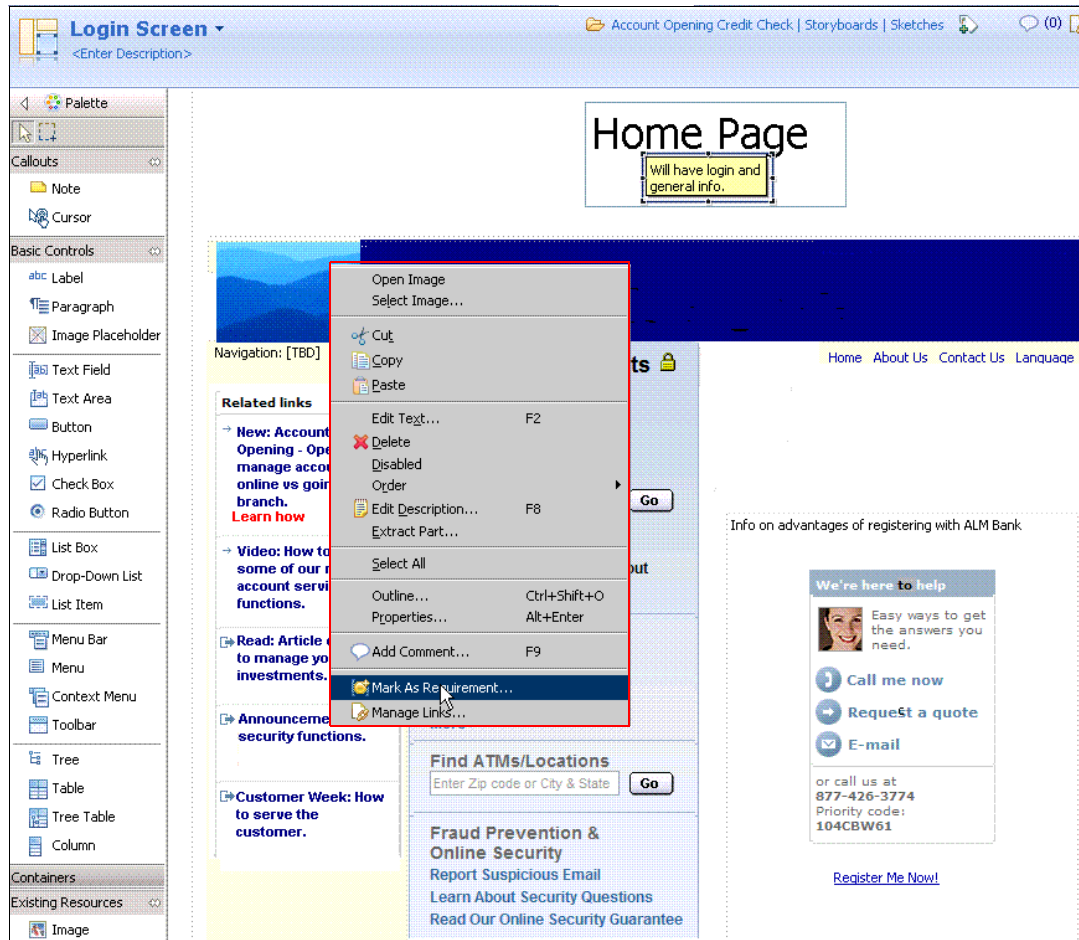 Login Screen
<Enter Description>
Account Opening Credit Check | Storyboards | Sketches
(0)
Palette
Callouts
Note
Cursor
Basic Controls
abc Label
Paragraph
Image Placeholder
Text Field
Text Area
Button
Hyperlink
Check Box
Radio Button
List Box
Drop-Down List
List Item
Menu Bar
Menu
Context Menu
Toolbar
Tree
Table
Tree Table
Column
Containers
Existing Resources
Image
Home Page
Will have login and
general info.
Navigation: [TBD]
Home About Us Contact Us Language
Related links
New: Account
Opening - Ope
manage accou
online vs goin
branch.
Learn how
Video: How to
some of our
account servi
functions.
Read: Article
to manage yo
investments.
Announceme
security functions.
Customer Week: How
to serve the
customer.
Open Image
Select Image...
Cut
Copy
Paste
Edit Text... F2
Delete
Disabled
Order
Edit Description... F8
Extract Part...
Select All
Outline... Ctrl+Shift+O
Properties... Alt+Enter
Add Comment... F9
Mark As Requirement...
Manage Links...
ts
Go
out
Find ATMs/Locations
Enter Zip code or City & State Go
Fraud Prevention &
Online Security
Report Suspicious Email
Learn About Security Questions
Read Our Online Security Guarantee
Info on advantages of registering with ALM Bank
We're here to help
Easy ways to get
the answers you
need.
Call me now
Request a quote
E-mail
or call us at
877-426-3774
Priority code:
104CBW61
Register Me Now!